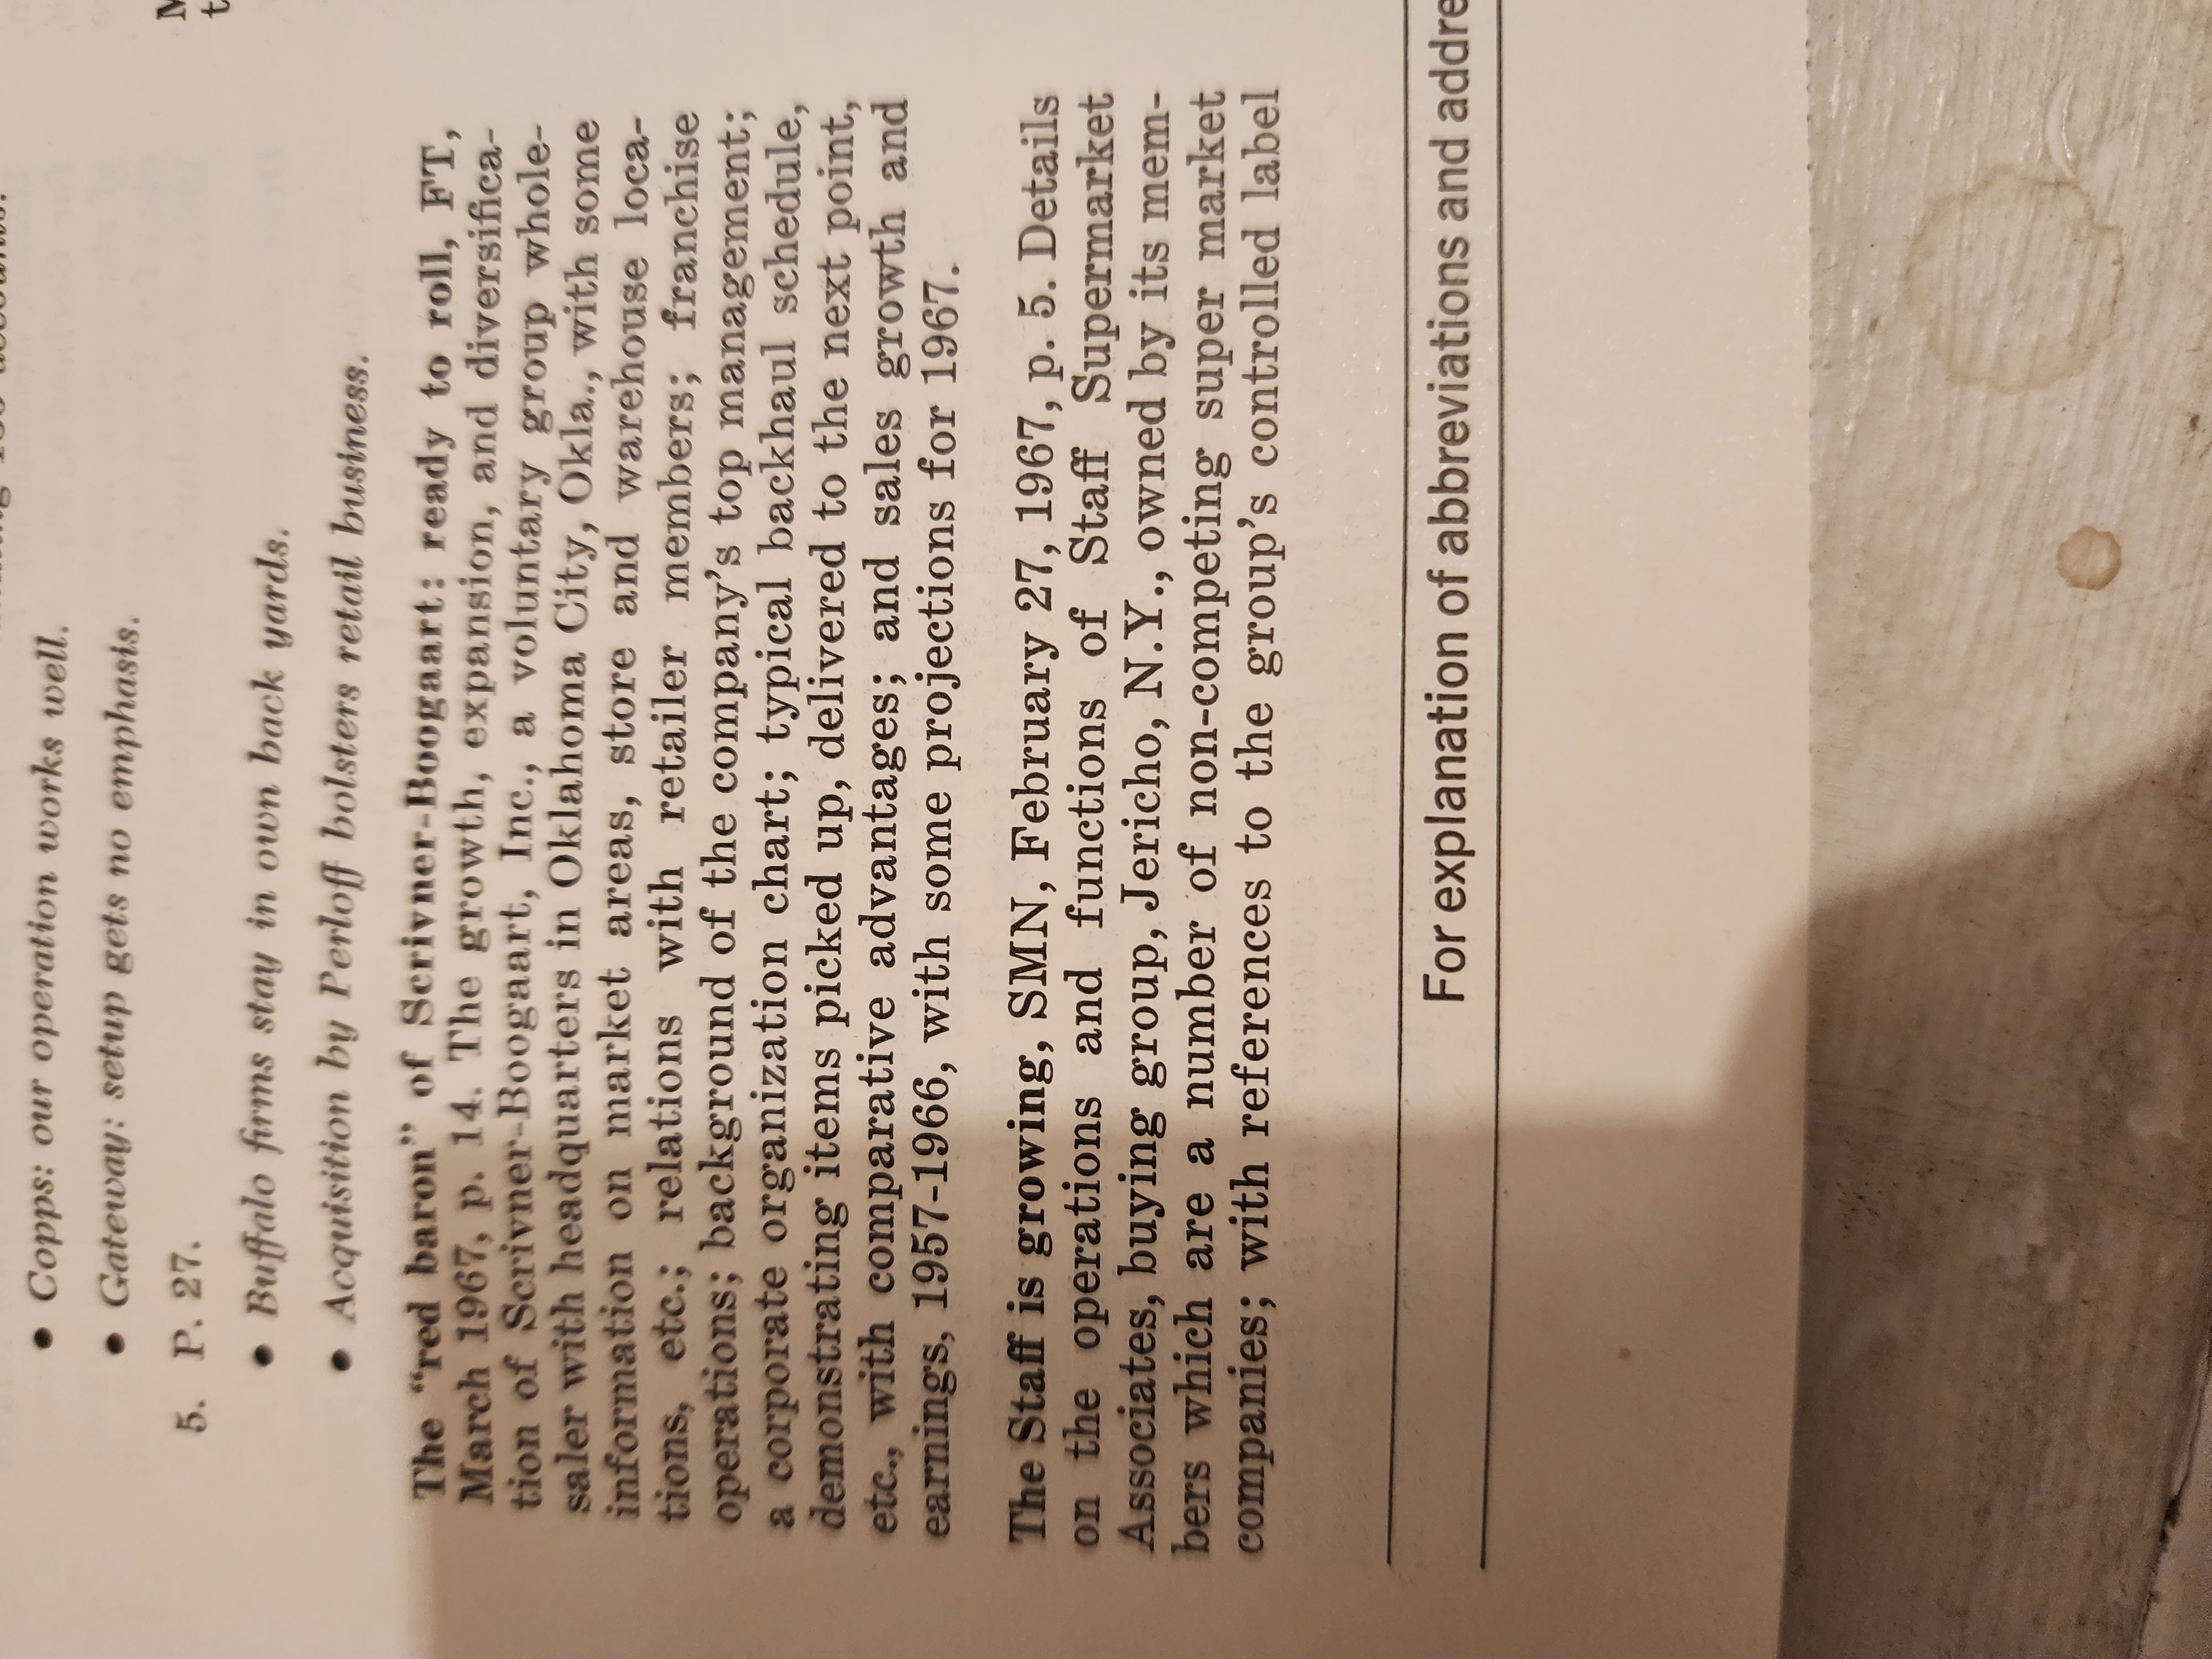 • Copps: our operation works well.
• Gateway: setup gets no emphasis.
5. P. 27.
• Buffalo firms stay in own back yards.
• Acquisition by Perloff bolsters retail business.
The “red baron” of Scrivner-Boogaart: ready to roll, FT,
March 1967, p. 14. The growth, expansion, and diversifica-
tion of Scrivner-Boogaart, Inc., a voluntary group whole-
saler with headquarters in Oklahoma City, Okla., with some
information on market areas, store and warehouse loca-
tions, etc.; relations with retailer members; franchise
operations; background of the company’s top management;
a corporate organization chart; typical backhaul schedule,
demonstrating items picked up, delivered to the next point,
etc., with comparative advantages; and sales growth and
earnings, 1957-1966, with some projections for 1967.
The Staff is growing, SMN, February 27, 1967, p. 5. Details
on the operations and functions of Staff Supermarket
Associates, buying group, Jericho, N.Y., owned by its mem-
bers which are a number of non-competing super market
companies; with references to the group’s controlled label
For explanation of abbreviations and addre